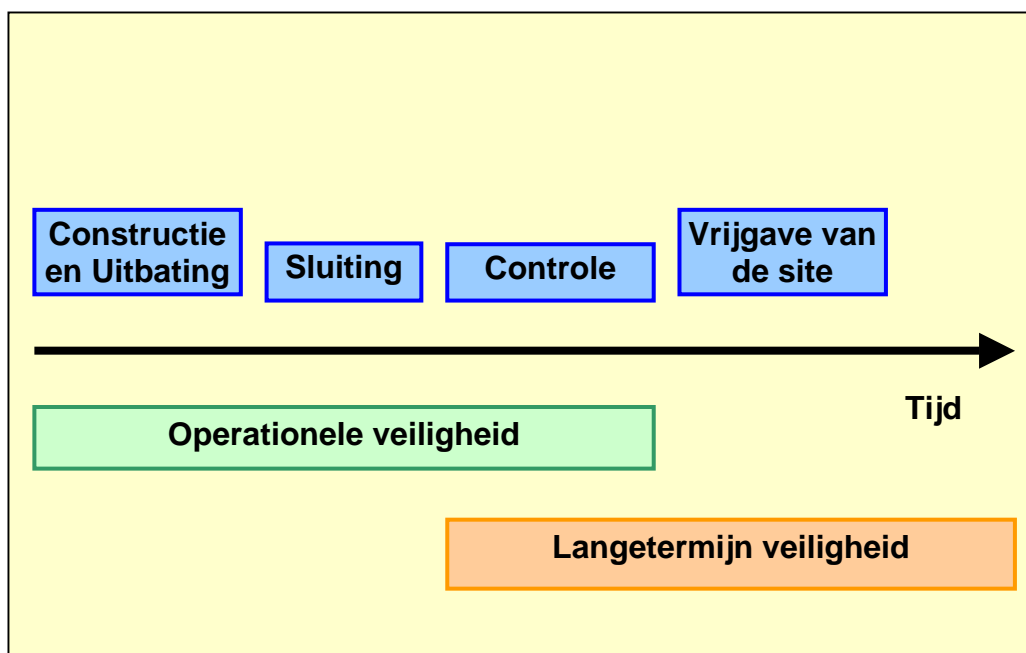 Constructie
en Uitbating
Sluiting
Controle
Vrijgave van
de site
Tijd
Operationele veiligheid
Langetermijn veiligheid